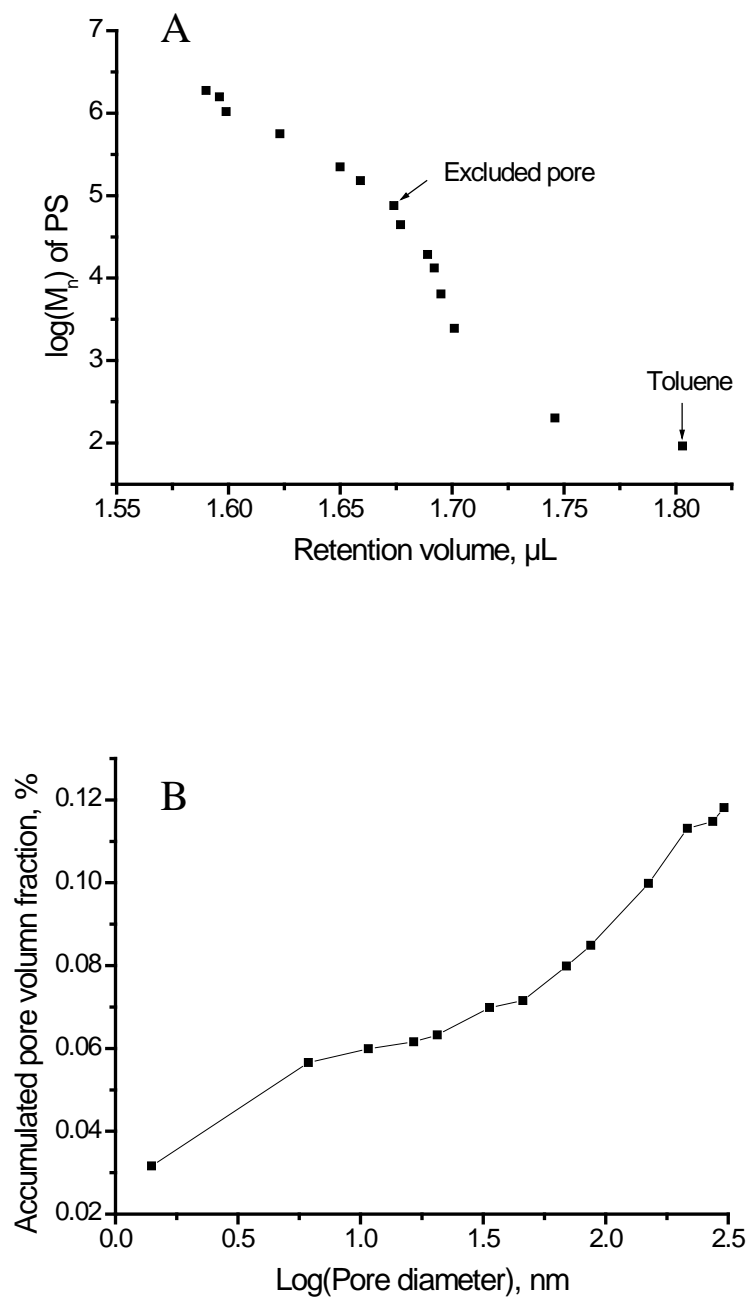 A
7
6
5
4
3
2
log(Mn) of PS
Excluded pore
Toluene
1.55 1.60 1.65 1.70 1.75 1.80
Retention volume, µL
B
0.12
0.10
0.08
0.06
0.04
0.02
Accumulated pore volumn fraction, %
0.0 0.5 1.0 1.5 2.0 2.5
Log(Pore diameter), nm